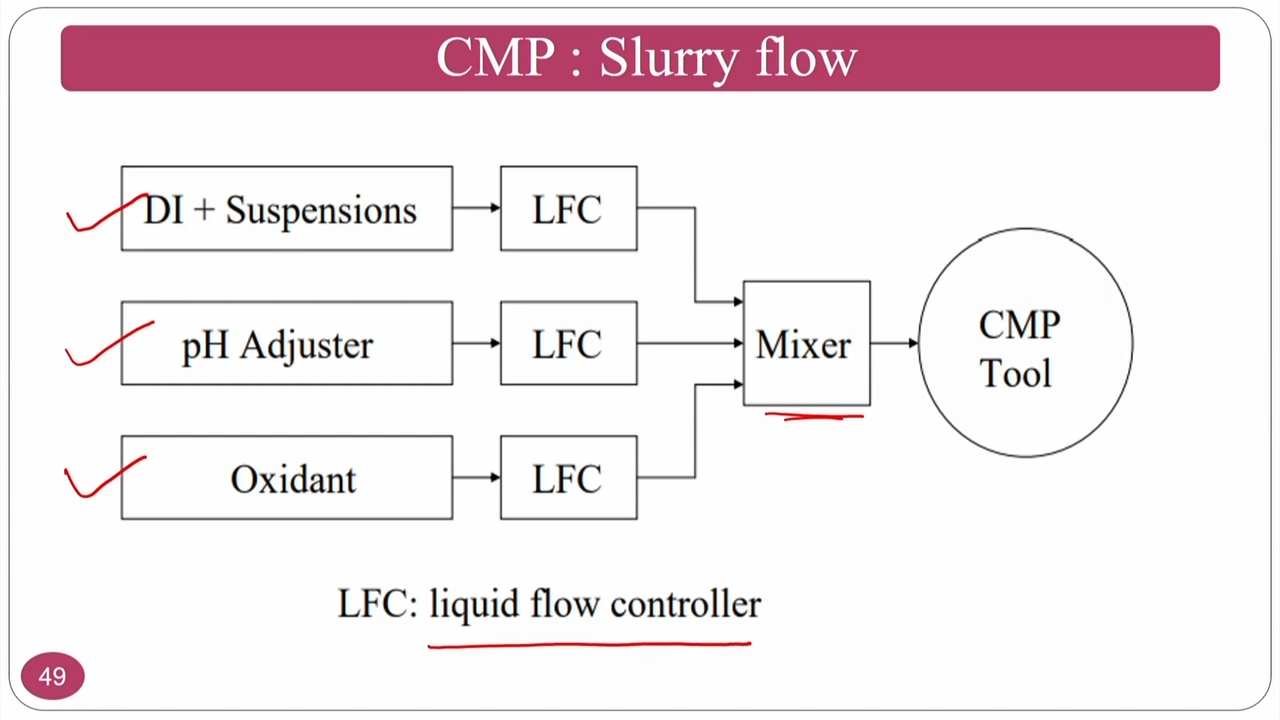 CMP : Slurry flow
DI + Suspensions
LFC
pH Adjuster
LFC
Oxidant
LFC
Mixer
CMP
Tool
LFC: liquid flow controller
49